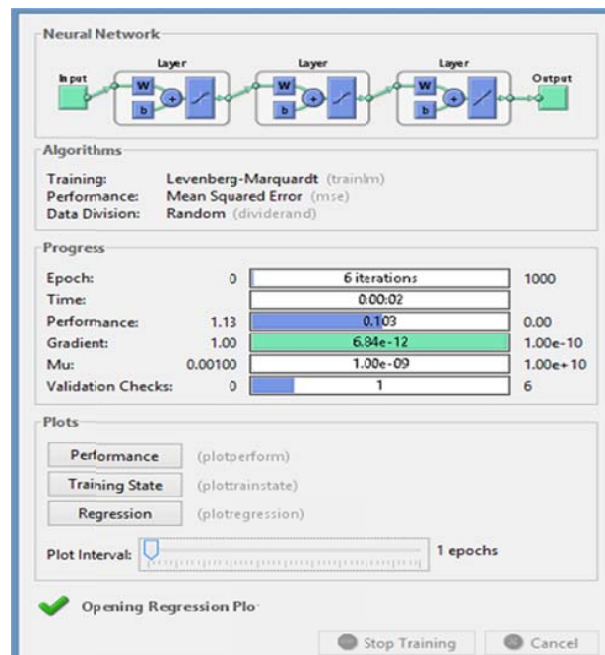 Neural Network
Layer Layer Layer
Input Output
W W W
b b b
Algorithms
Training: Levenberg-Marquardt (trainlm)
Performance: Mean Squared Error (mse)
Data Division: Random (dividerand)
Progress
Epoch: 0 6 iterations 1000
Time: 0:00:02
Performance: 1.13 0.103 0.00
Gradient: 1.00 6.84e-12 1.00e-10
Mu: 0.00100 1.00e-09 1.00e+10
Validation Checks: 0 1 6
Plots
Performance (plotperform)
Training State (plottrainstate)
Regression (plotregression)
Plot Interval: 1 epochs
Opening Regression Plo
Stop Training Cancel